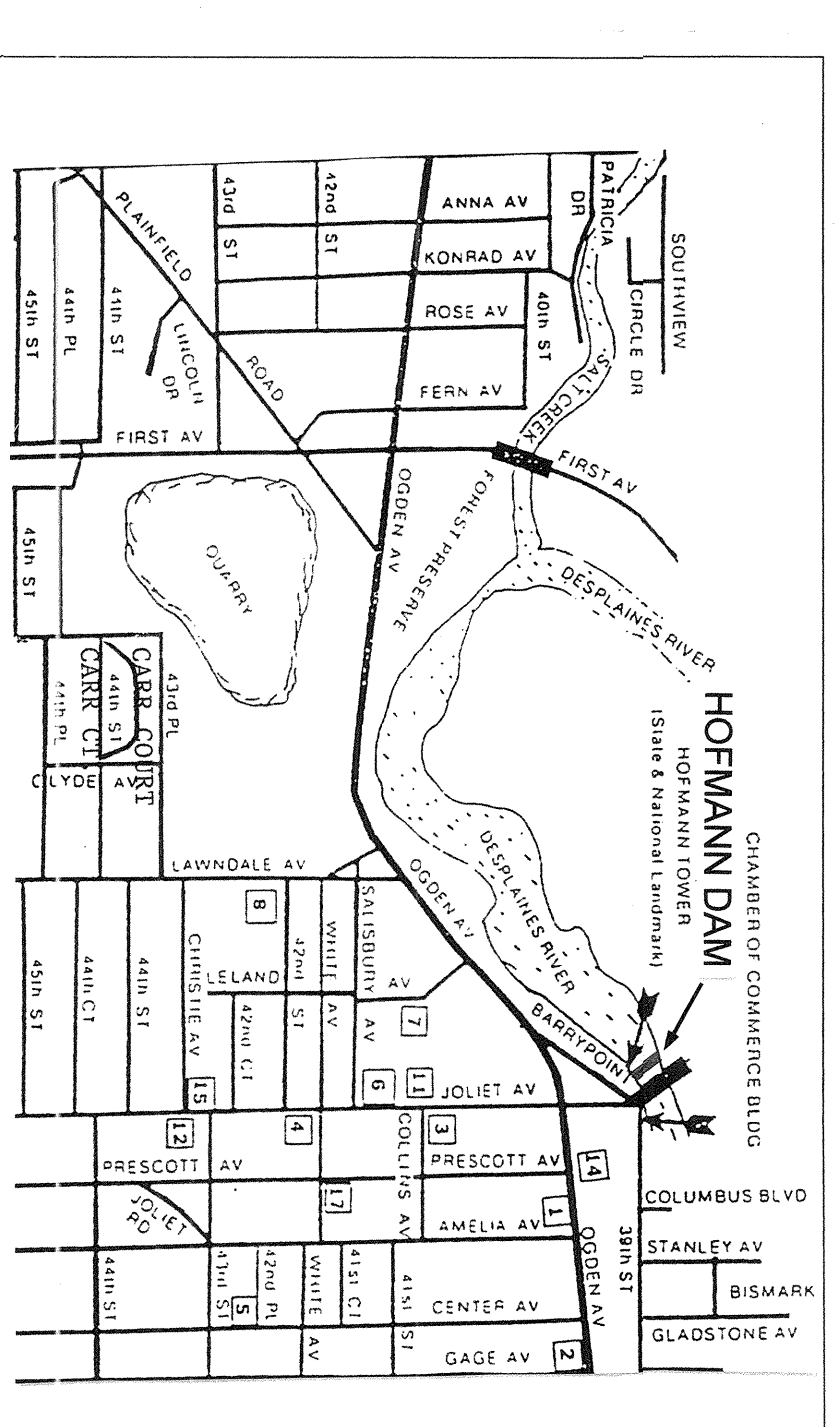 CHAMBER OF COMMERCE BLDG
HOFMANN DAM
HOFMANN TOWER
(State & National Landmark)
SOUTHVIEW
CIRCLE DR
PATRICIA
DR
SALT CREEK
FIRST AV
DESPLAINES RIVER
FOREST PRESERVE
DESPLAINES RIVER
BARRYPOINT
ANNA AV
KONRAD AV
ROSE AV
FERN AV
40th ST
42nd
ST
43rd
ST
PLAINFIELD
ROAD
LINCOLN
DR
41th ST
44th PL
45th ST
FIRST AV
OGDEN AV
QUARRY
45th ST
43rd PL
CARR COURT
44th ST
CARR CT
44th PL
CLYDE AV
LAWNDALE AV
OGDEN AV
SALISBURY
AV
WHITE
AV
42nd
ST
LELAND
AV
42nd CT
CHRISTIE AV
44th ST
44th CT
45th ST
8
7
6
11
15
JOLIET AV
COLLINS AV
3
4
12
14
1
17
5
2
PRESCOTT AV
PRESCOTT
AV
AMELIA AV
JOLIET
RD
OGDEN AV
39th ST
COLUMBUS BLVD
STANLEY AV
BISMARK
GLADSTONE AV
CENTER AV
GAGE AV
41st
ST
41st CT
WHITE
AV
42nd PL
43rd ST
44th ST